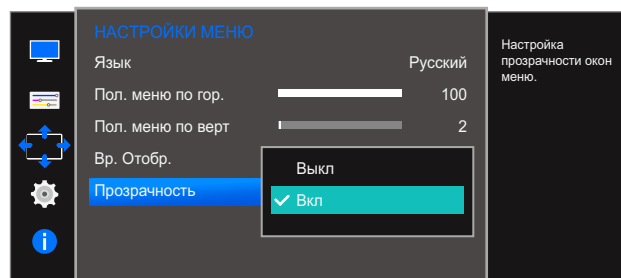 НАСТРОЙКИ МЕНЮ
Язык Русский
Пол. меню по гор. 100
Пол. меню по верт 2
Вр. Отобр.
Прозрачность
Выкл
Вкл
Настройка
прозрачности окон
меню.